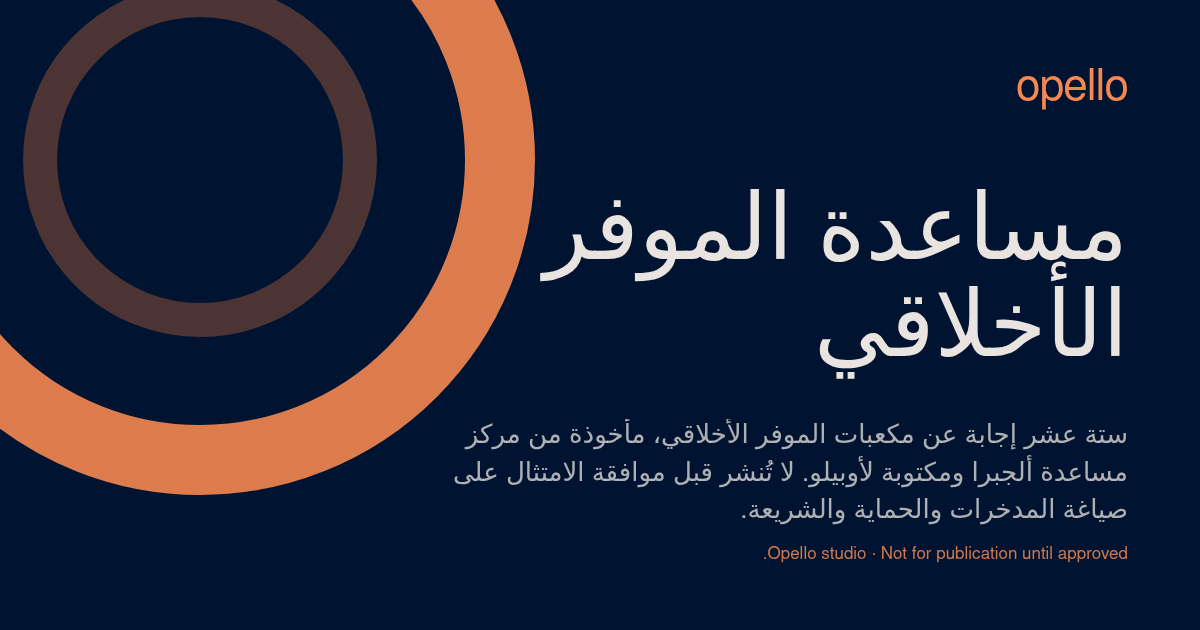 opello
مساعدة الموفر
الأخلاقي
ستة عشر إجابة عن مكعبات الموفر الأخلاقي، مأخوذة من مركز
مساعدة ألجبرا ومكتوبة لأوبيلو. لا تُنشر قبل موافقة الامتثال على
صياغة المدخرات والحماية والشريعة.
.Opello studio · Not for publication until approved